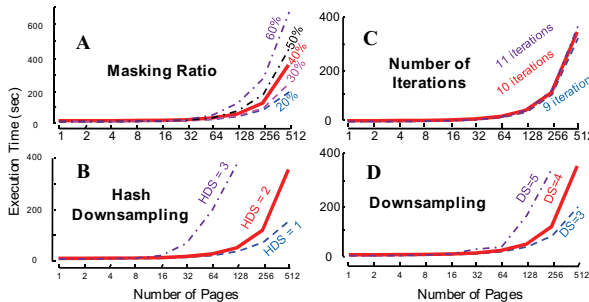 A
Masking Ratio
600
400
200
0
60%
50%
40%
30%
20%
1 2 4 8 16 32 64 128 256 512
C
Number of
Iterations
400
200
0
11 iterations
10 iterations
9 iteration
1 2 4 8 16 32 64 128 256 512
Execution Time (sec)
B
Hash
Downsampling
400
200
0
HDS = 3
HDS = 2
HDS = 1
1 2 4 8 16 32 64 128 256 512
Number of Pages
D
Downsampling
400
200
0
DS=5
DS=4
DS=3
1 2 4 8 16 32 64 128 256 512
Number of Pages